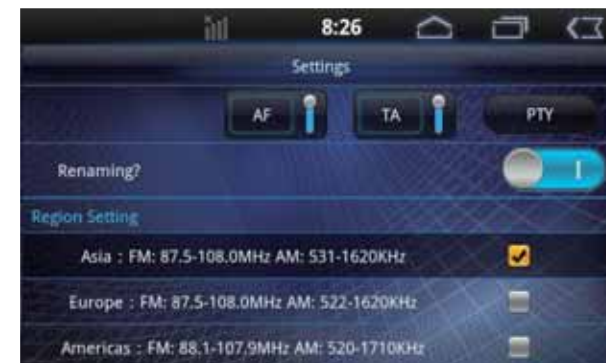 8:26
Settings
AF TA PTY
Renaming? I
Region Setting
Asia : FM: 87.5-108.0MHz AM: 531-1620KHz
Europe : FM: 87.5-108.0MHz AM: 522-1620KHz
Americas : FM: 88.1-107.9MHz AM: 520-1710KHz